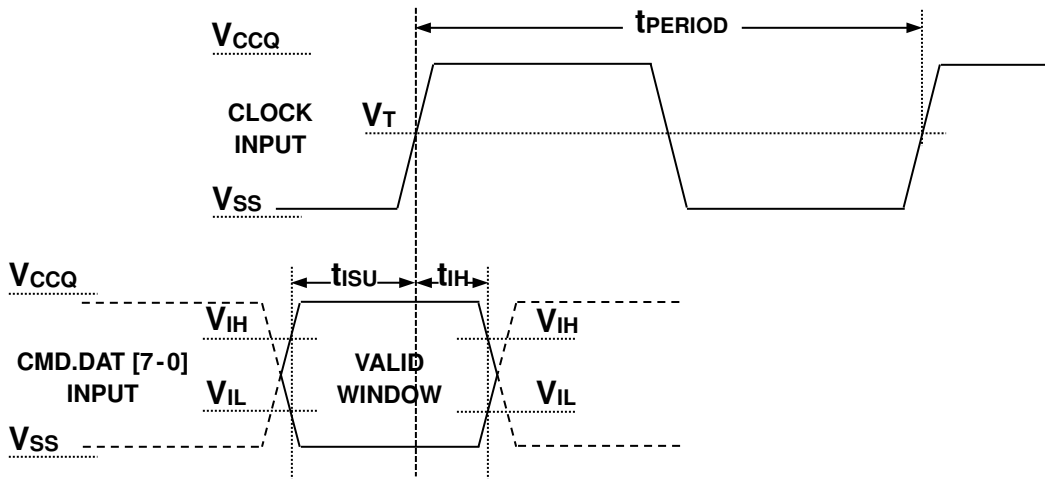 VCCQ
tPERIOD
CLOCK
INPUT
VT
VSS
VCCQ
tISU
tIH
VIH
VIH
CMD.DAT [7-0]
INPUT
VALID
WINDOW
VIL
VIL
VSS